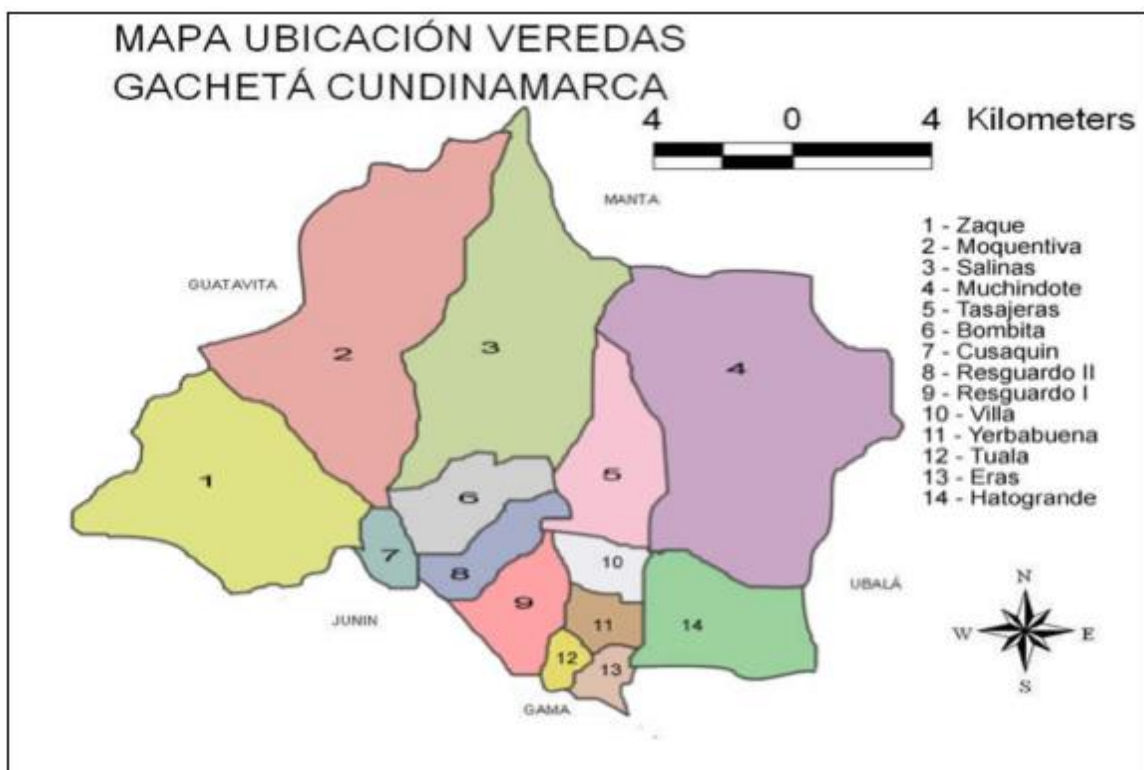 MAPA UBICACIÓN VEREDAS
GACHETÁ CUNDINAMARCA
4 0 4 Kilometers
MANTA
GUATAVITA
1 - Zaque
2 - Moquentiva
3 - Salinas
4 - Muchindote
5 - Tasajeras
6 - Bombita
7 - Cusaquin
8 - Resguardo II
9 - Resguardo I
10 - Villa
11 - Yerbabuena
12 - Tuala
13 - Eras
14 - Hatogrande
3
2
4
1
5
6
7
8
10
9
11
14
12
13
UBALÁ
JUNIN
GAMA
N
W E
S